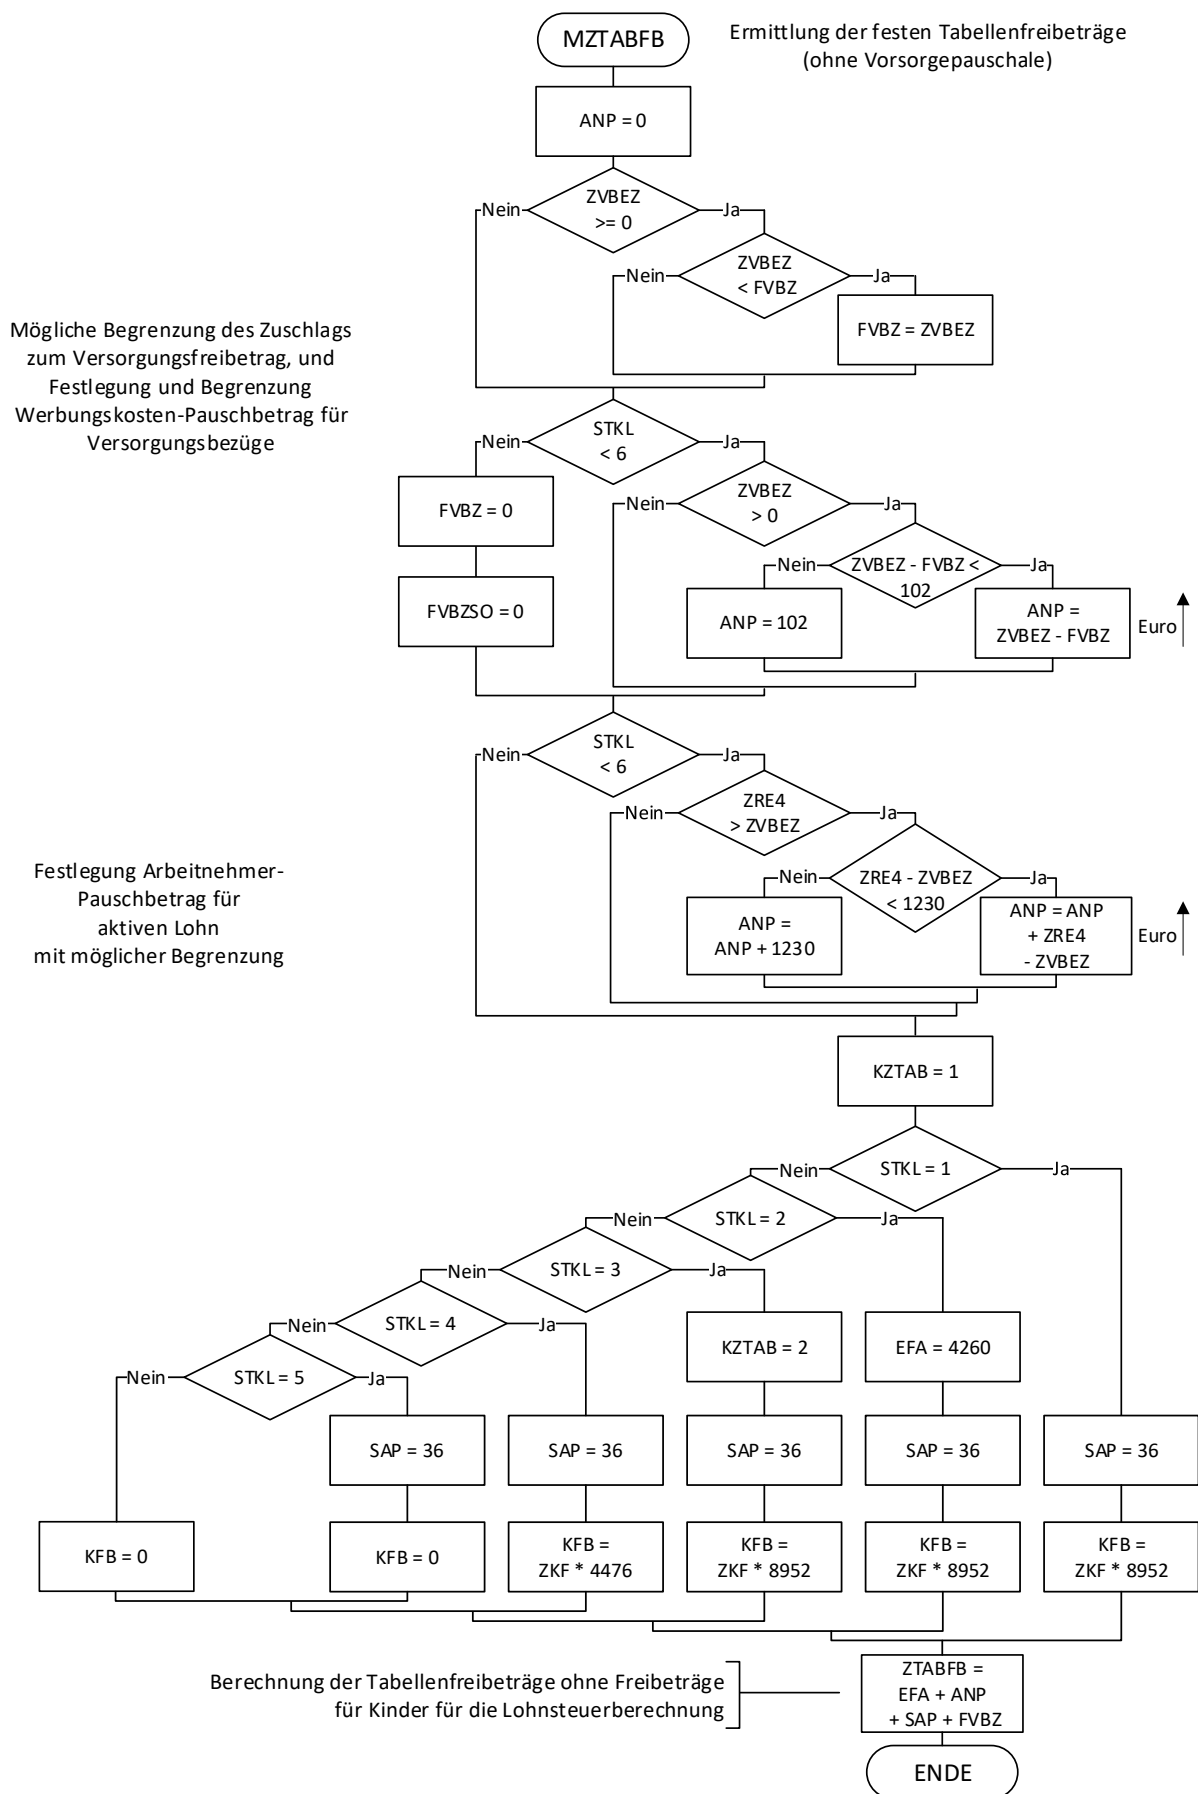 MZTABFB
Ermittlung der festen Tabellenfreibeträge
(ohne Vorsorgepauschale)
ANP = 0
ZVBEZ
>= 0
Nein
Ja
ZVBEZ
< FVBZ
Nein
Ja
FVBZ = ZVBEZ
Mögliche Begrenzung des Zuschlags
zum Versorgungsfreibetrag, und
Festlegung und Begrenzung
Werbungskosten-Pauschbetrag für
Versorgungsbezüge
STKL
< 6
Nein
Ja
FVBZ = 0
FVBZSO = 0
ZVBEZ
> 0
Nein
Ja
ZVBEZ - FVBZ <
102
Nein
Ja
ANP = 102
ANP =
ZVBEZ - FVBZ
Euro
STKL
< 6
Nein
Ja
ZRE4
> ZVBEZ
Nein
Ja
Festlegung Arbeitnehmer-
Pauschbetrag für
aktiven Lohn
mit möglicher Begrenzung
ZRE4 - ZVBEZ
< 1230
Nein
Ja
ANP =
ANP + 1230
ANP = ANP
+ ZRE4
- ZVBEZ
Euro
KZTAB = 1
STKL = 1
Nein
Ja
STKL = 2
Nein
Ja
STKL = 3
Nein
Ja
STKL = 4
Nein
Ja
STKL = 5
Nein
Ja
KZTAB = 2
EFA = 4260
SAP = 36
SAP = 36
SAP = 36
SAP = 36
SAP = 36
KFB = 0
KFB = 0
KFB =
ZKF * 4476
KFB =
ZKF * 8952
KFB =
ZKF * 8952
KFB =
ZKF * 8952
Berechnung der Tabellenfreibeträge ohne Freibeträge
für Kinder für die Lohnsteuerberechnung
ZTABFB =
EFA + ANP
+ SAP + FVBZ
ENDE